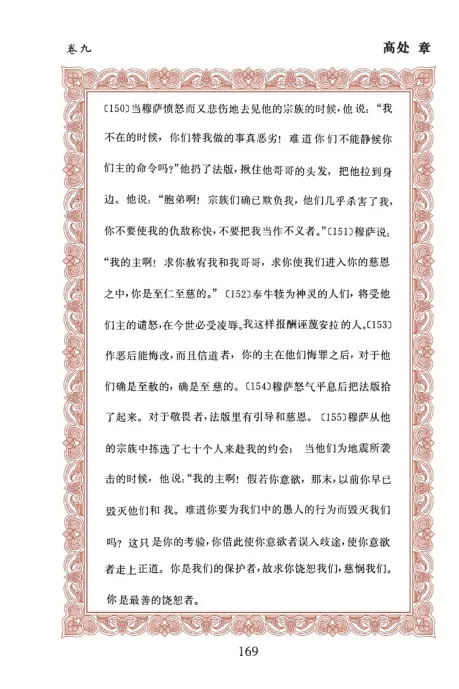 卷九
高处 章
〔150〕当穆萨愤怒而又悲伤地去见他的宗族的时候，他说：“我
不在的时候，你们替我做的事真恶劣！难道你们不能静候你
们主的命令吗？”他扔了法版，揪住他哥哥的头发，把他拉到身
边。他说：“胞弟啊！宗族们确已欺负我，他们几乎杀害了我，
你不要使我的仇敌称快，不要把我当作不义者。”〔151〕穆萨说：
“我的主啊！求你赦宥我和我哥哥，求你使我们进入你的慈恩
之中，你是至仁至慈的。”〔152〕奉牛犊为神灵的人们，将受他
们主的谴怒，在今世必受凌辱。我这样报酬诬蔑安拉的人。〔153〕
作恶后能悔改，而且信道者，你的主在他们悔罪之后，对于他
们确是至赦的，确是至慈的。〔154〕穆萨怒气平息后把法版拾
了起来。对于敬畏者，法版里有引导和慈恩。〔155〕穆萨从他
的宗族中拣选了七十个人来赴我的约会；当他们为地震所袭
击的时候，他说：“我的主啊！假若你意欲，那末，以前你早已
毁灭他们和我。难道你要为我们中的愚人的行为而毁灭我们
吗？这只是你的考验，你借此使你意欲者误入歧途，使你意欲
者走上正道。你是我们的保护者，故求你饶恕我们，慈悯我们。
你是最善的饶恕者。
169